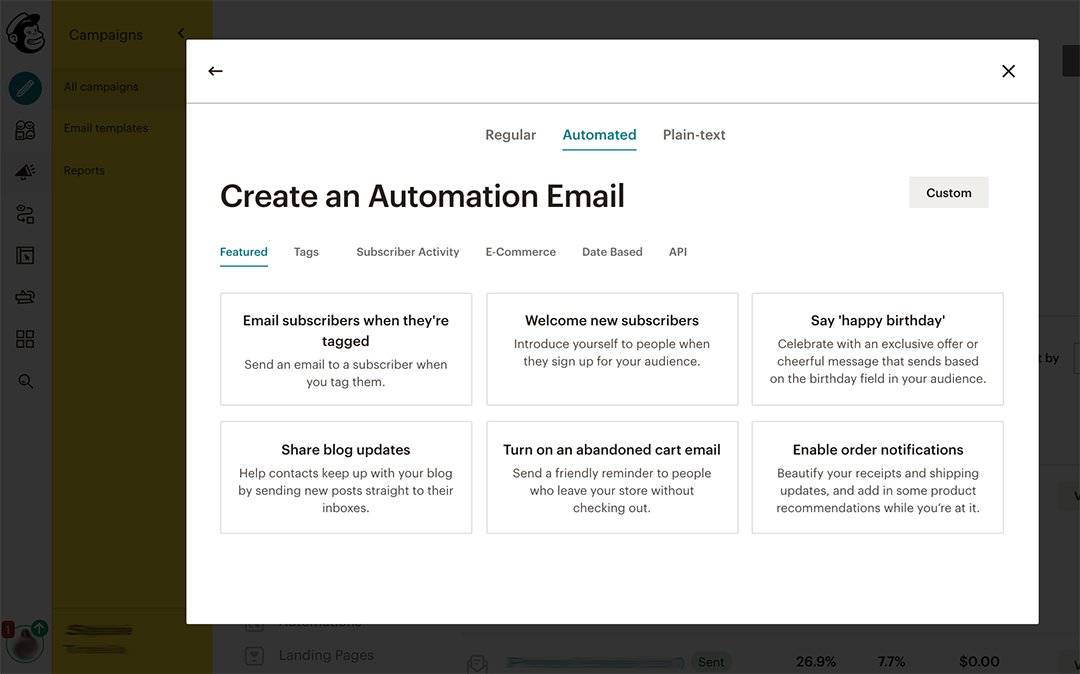 Campaigns
All campaigns
Email templates
Reports
1
Regular Automated Plain-text
Create an Automation Email
Custom
Featured Tags Subscriber Activity E-Commerce Date Based API
Email subscribers when they're
tagged
Send an email to a subscriber when
you tag them.
Welcome new subscribers
Introduce yourself to people when
they sign up for your audience.
Say 'happy birthday'
Celebrate with an exclusive offer or
cheerful message that sends based
on the birthday field in your audience.
Share blog updates
Help contacts keep up with your blog
by sending new posts straight to their
inboxes.
Turn on an abandoned cart email
Send a friendly reminder to people
who leave your store without
checking out.
Enable order notifications
Beautify your receipts and shipping
updates, and add in some product
recommendations while you’re at it.
by
Automations
Landing Pages
Sent 26.9% 7.7% $0.00